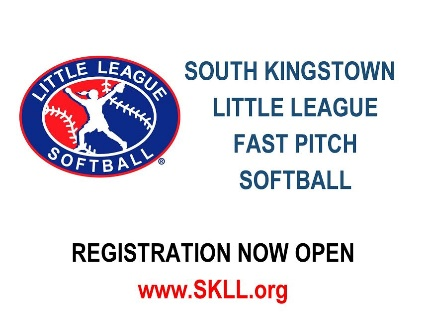 LITTLE LEAGUE
SOFTBALL
®
SOUTH KINGSTOWN
LITTLE LEAGUE
FAST PITCH
SOFTBALL
REGISTRATION NOW OPEN
www.SKLL.org